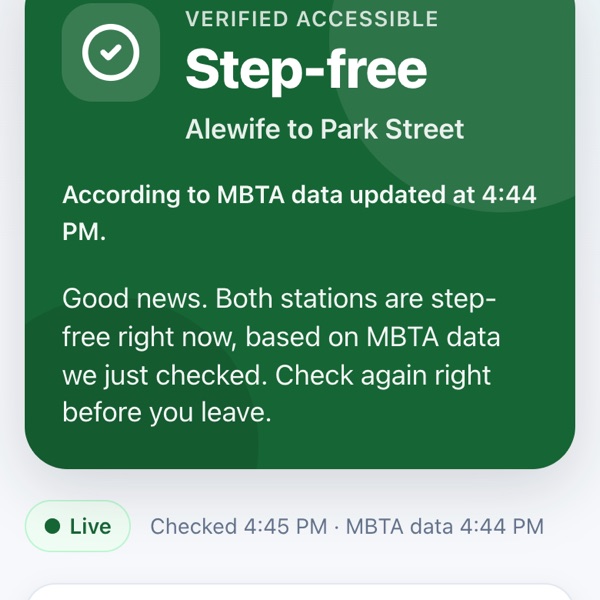 VERIFIED ACCESSIBLE
Step-free
Alewife to Park Street
According to MBTA data updated at 4:44
PM.
Good news. Both stations are step-
free right now, based on MBTA data
we just checked. Check again right
before you leave.
Live
Checked 4:45 PM · MBTA data 4:44 PM